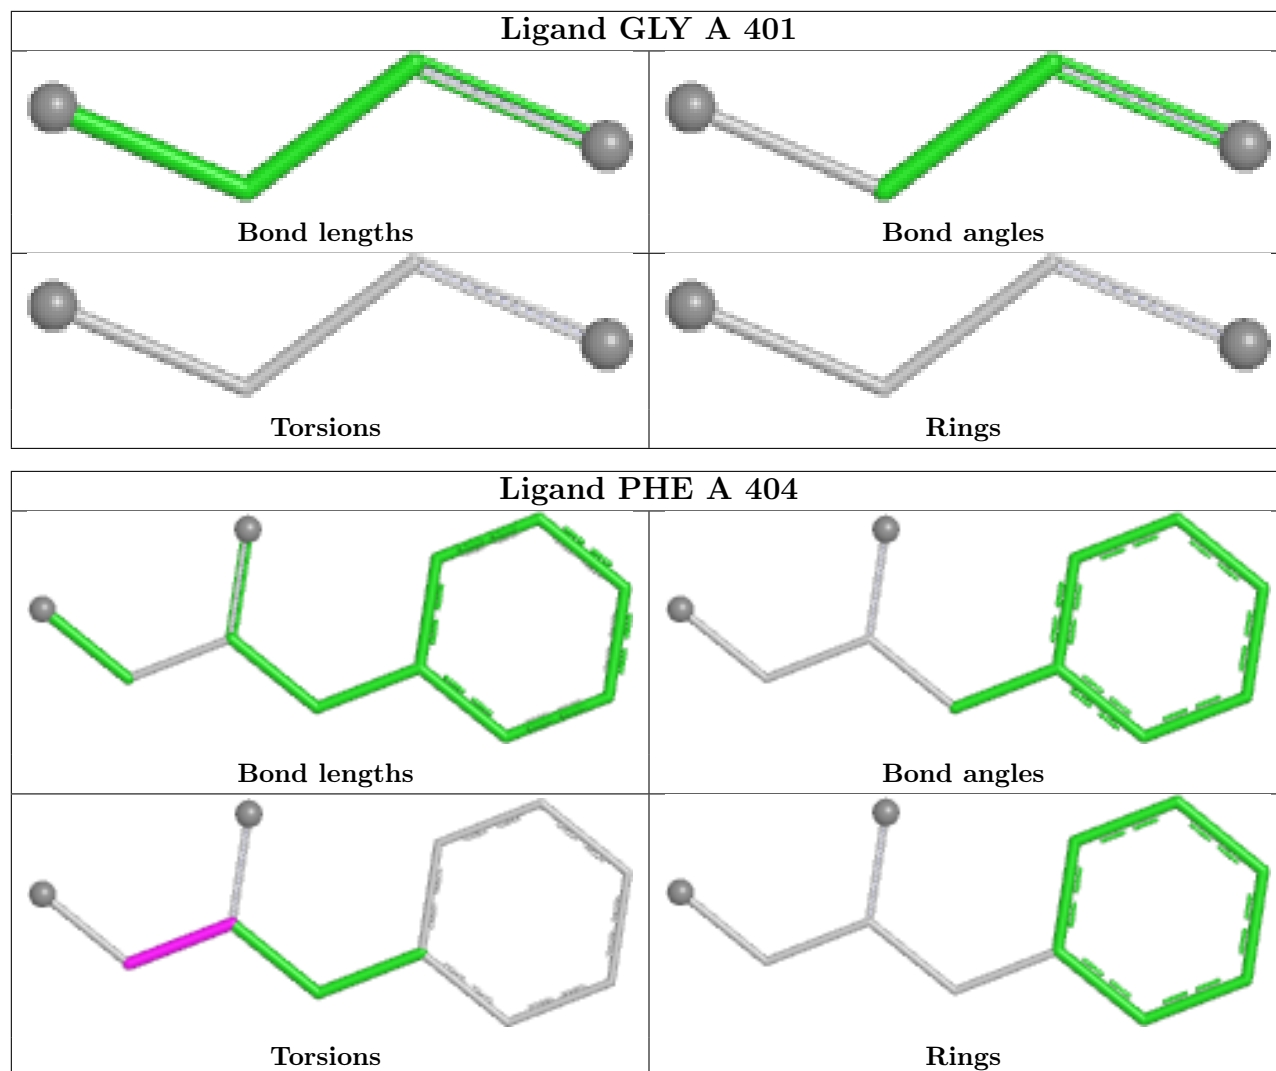 Ligand GLY A 401
Bond lengths
Bond angles
Torsions
Rings
Ligand PHE A 404
Bond lengths
Bond angles
Torsions
Rings